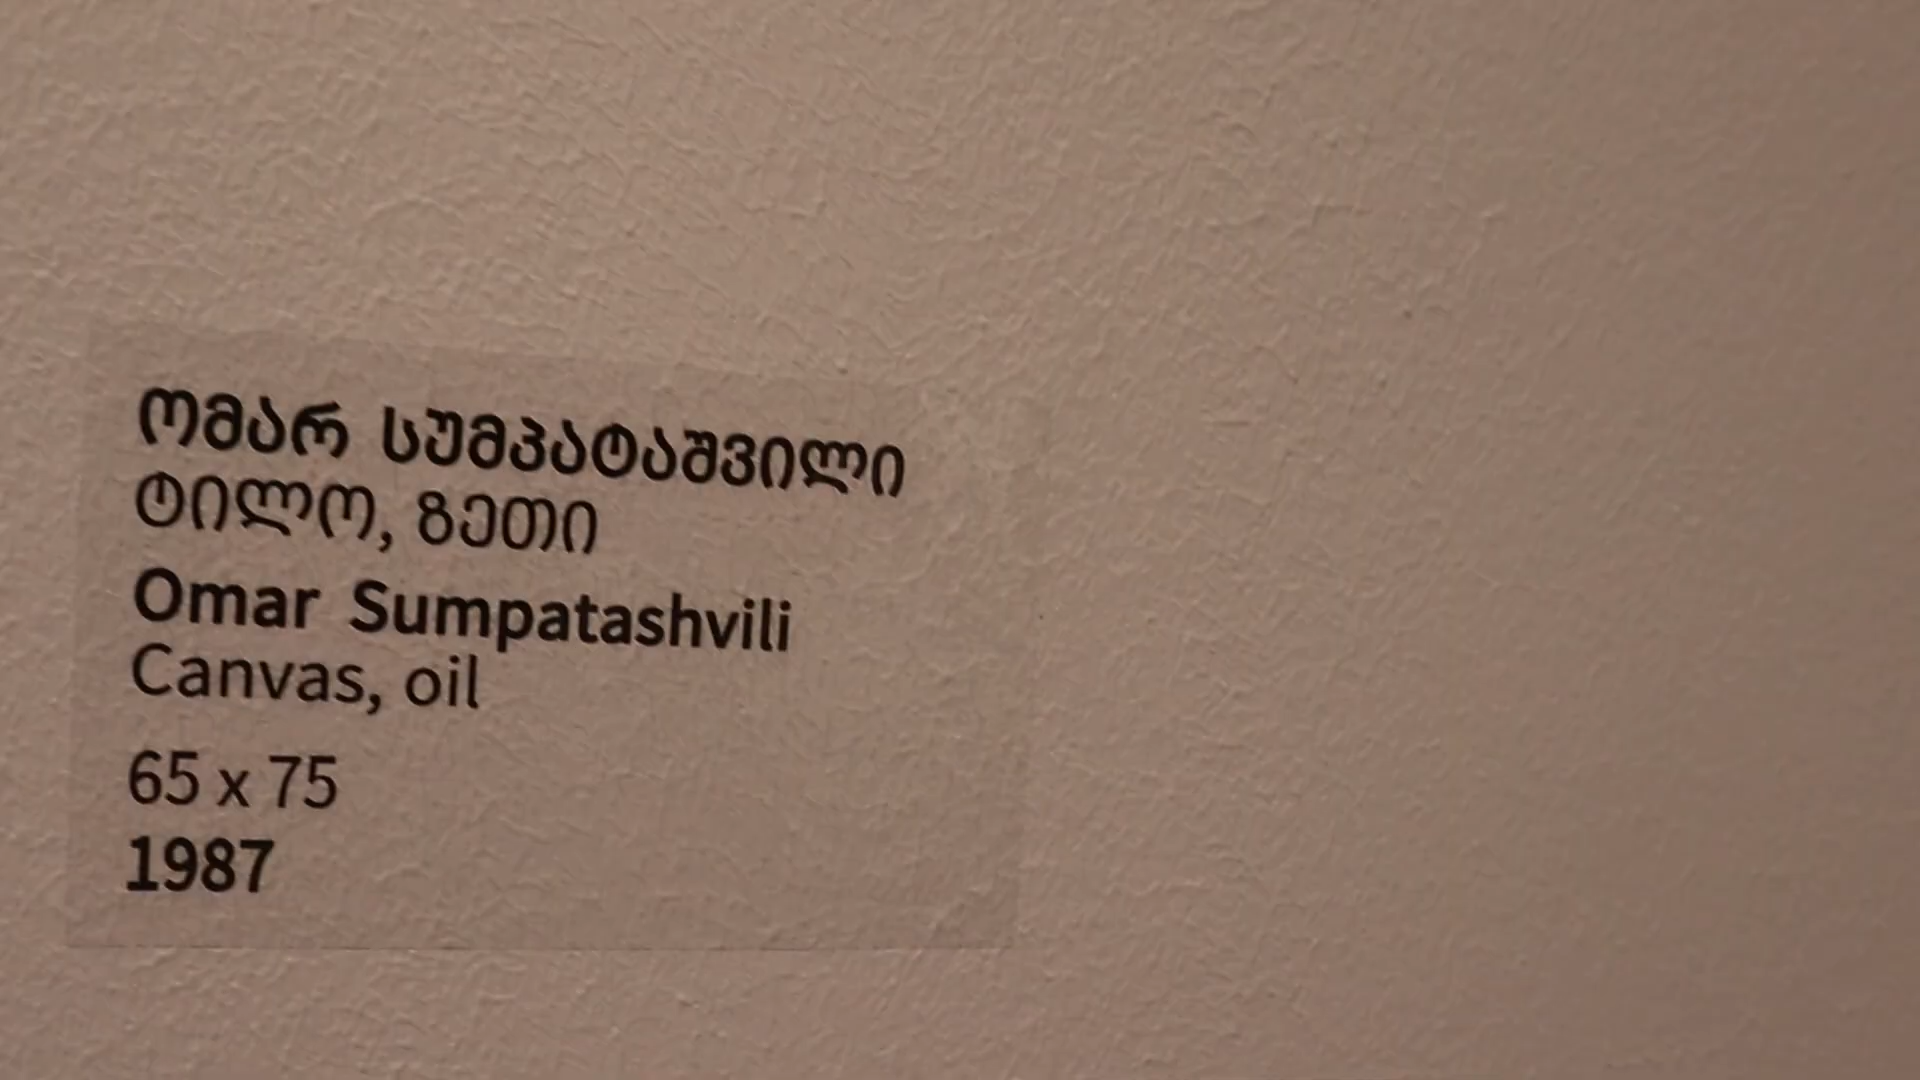 ომარ სუმპატაშვილი
ტილო, ზეთი
Omar Sumpatashvili
Canvas, oil
65 x 75
1987